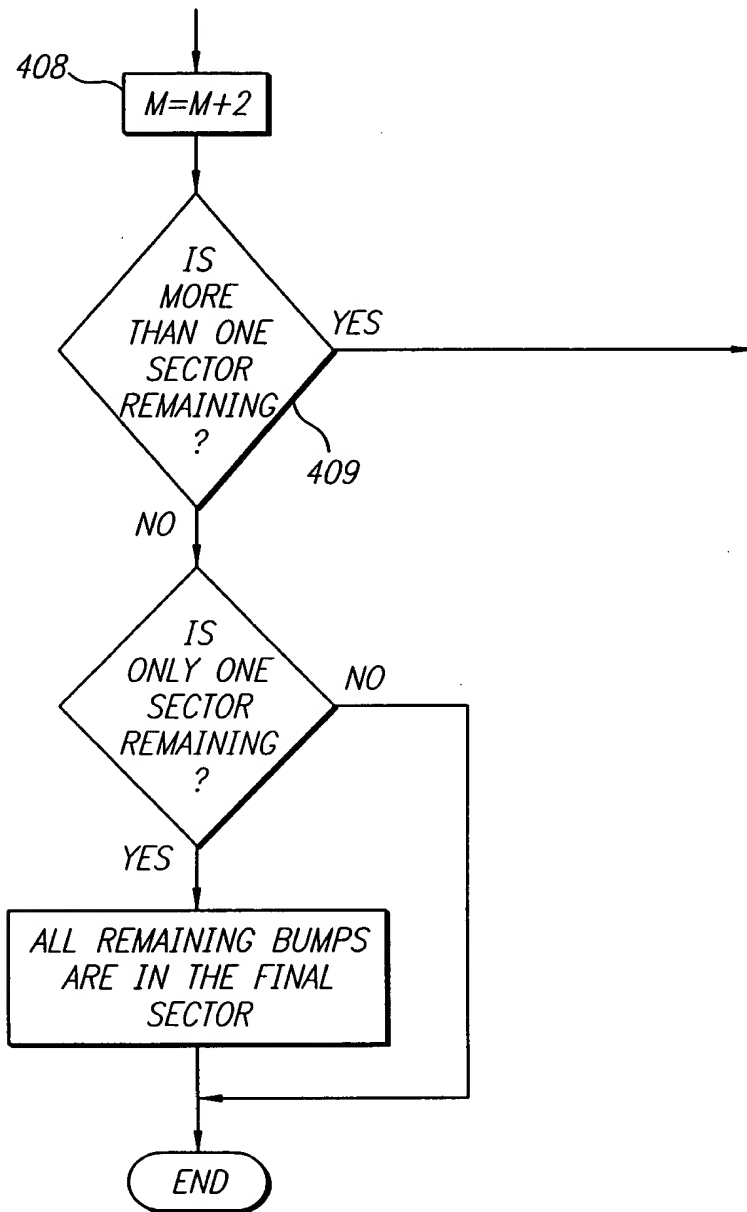 408
M=M+2
IS
MORE
THAN ONE
SECTOR
REMAINING
?
YES
409
NO
IS
ONLY ONE
SECTOR
REMAINING
?
NO
YES
ALL REMAINING BUMPS
ARE IN THE FINAL
SECTOR
END